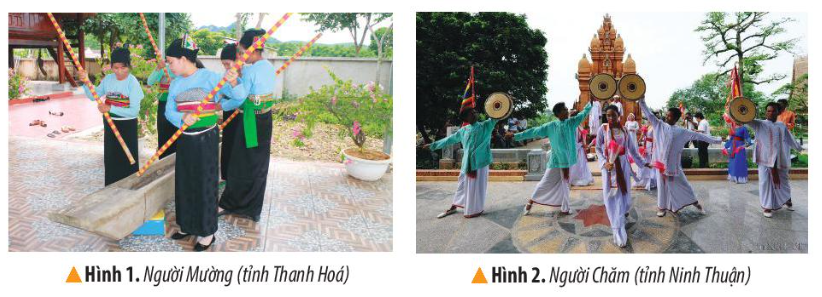 ▲Hình 1. Người Mường (tỉnh Thanh Hoá)
▲Hình 2. Người Chăm (tỉnh Ninh Thuận)